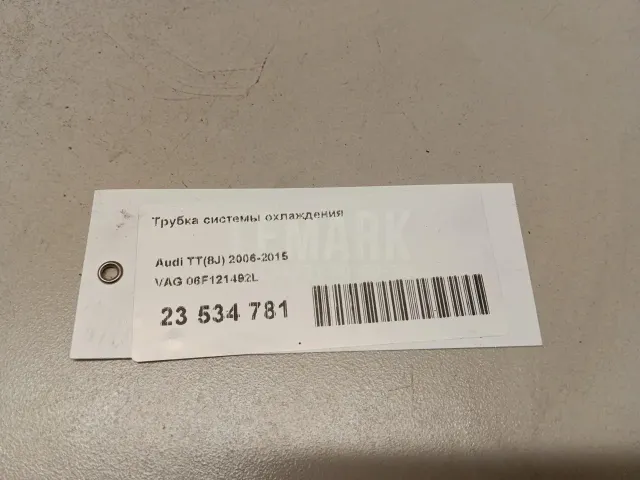 Трубка системы охлаждения
Audi TT(8J) 2006-2015
VAG 06F121492L
23 534 781